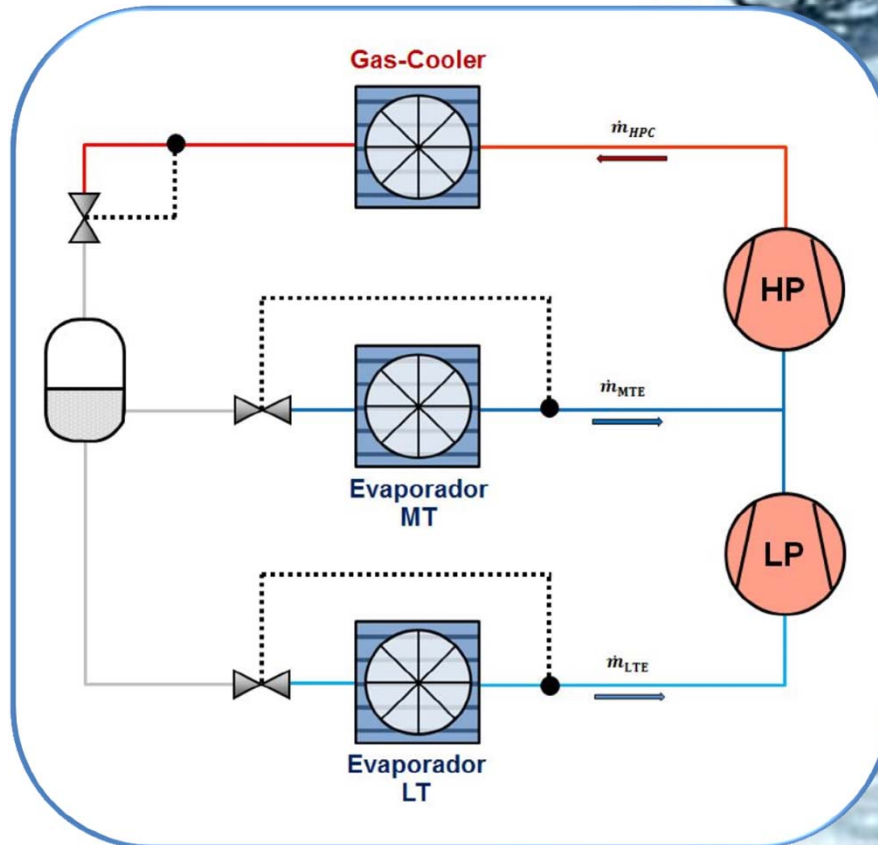 Gas-Cooler
ṁHPC
HP
ṁMTE
Evaporador
MT
LP
ṁLTE
Evaporador
LT